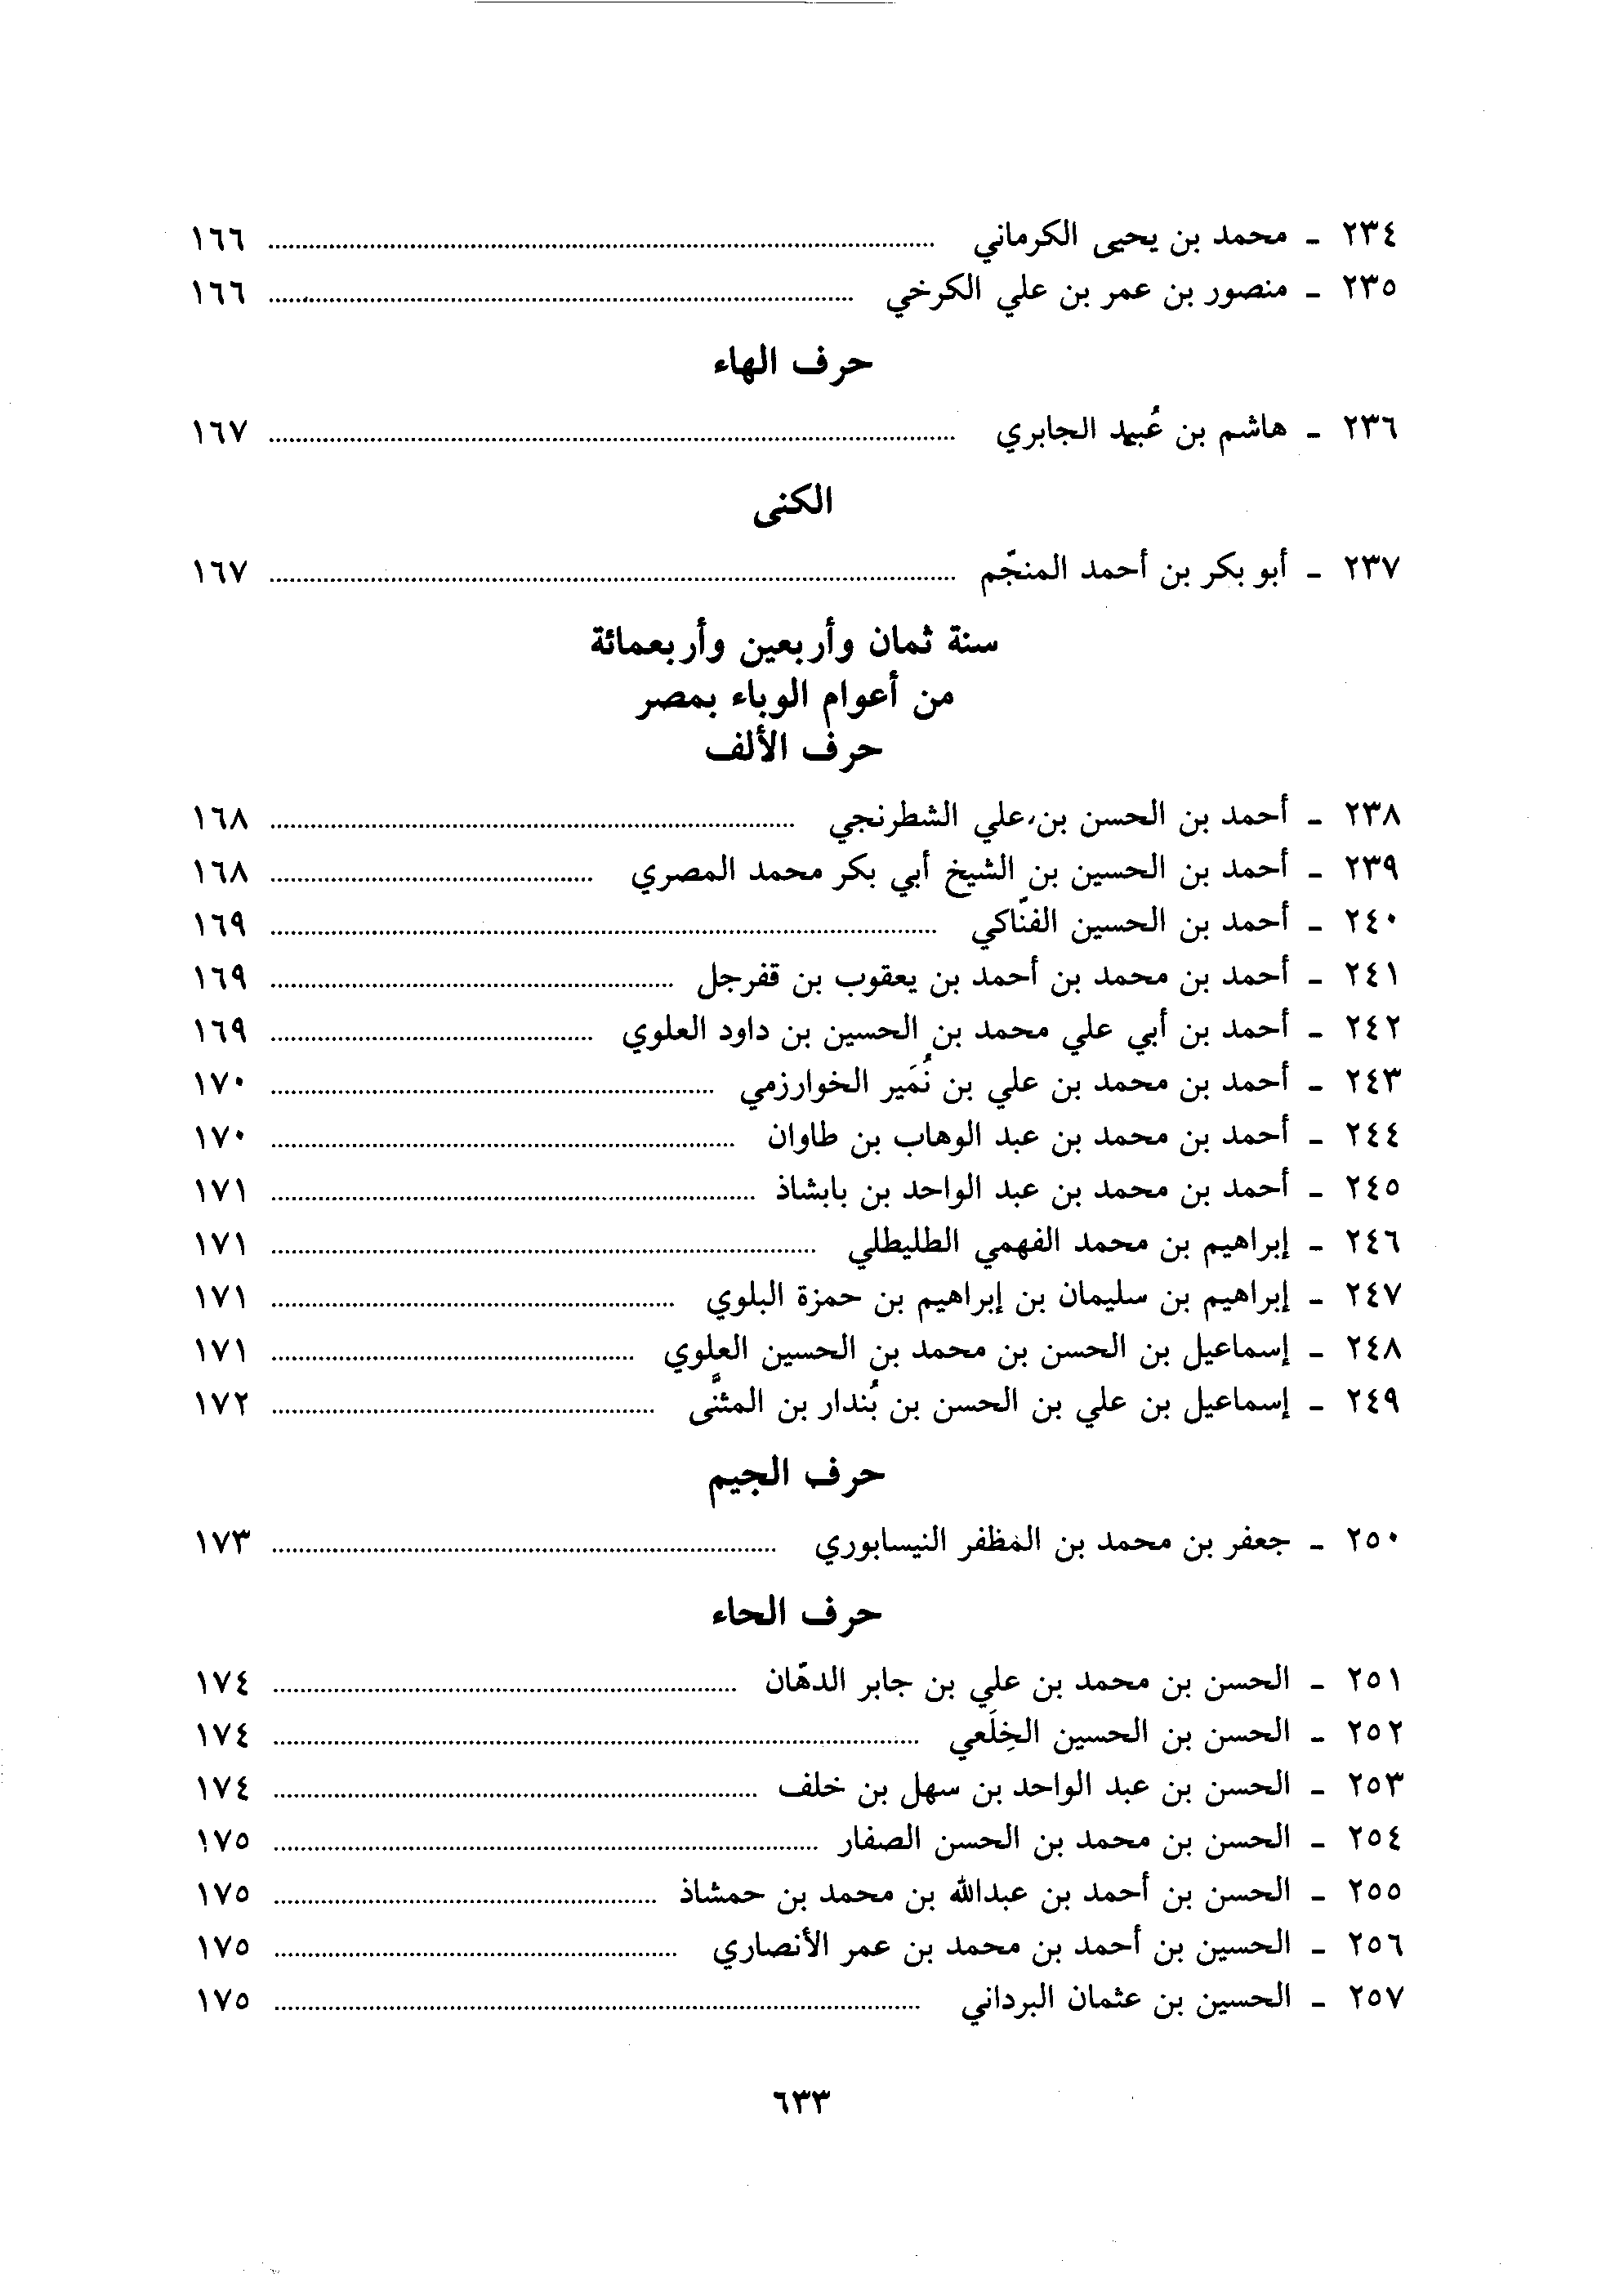 ٢٣٤ - محمد بن يحيى الكرماني ........ ١٦٦
٢٣٥ - منصور بن عمر بن علي الكرخي ........ ١٦٦
حرف الهاء
٢٣٦ - هاشم بن عُبيد الجابري ........ ١٦٧
الكنى
٢٣٧ - أبو بكر بن أحمد المنجّم ........ ١٦٧
سنة ثمان وأربعين وأربعمائة
من أعوام الوباء بمصر
حرف الألف
٢٣٨ - أحمد بن الحسن بن علي الشطرنجي ........ ١٦٨
٢٣٩ - أحمد بن الحسين بن الشيخ أبي بكر محمد المصري ........ ١٦٨
٢٤٠ - أحمد بن الحسين الفنّاكي ........ ١٦٩
٢٤١ - أحمد بن محمد بن أحمد بن يعقوب بن قفرجل ........ ١٦٩
٢٤٢ - أحمد بن أبي علي محمد بن الحسين بن داود العلوي ........ ١٦٩
٢٤٣ - أحمد بن محمد بن علي بن نُمَير الخوارزمي ........ ١٧٠
٢٤٤ - أحمد بن محمد بن عبد الوهاب بن طاوان ........ ١٧٠
٢٤٥ - أحمد بن محمد بن عبد الواحد بن بابشاذ ........ ١٧١
٢٤٦ - إبراهيم بن محمد الفهمي الطليطلي ........ ١٧١
٢٤٧ - إبراهيم بن سليمان بن إبراهيم بن حمزة البلوي ........ ١٧١
٢٤٨ - إسماعيل بن الحسن بن محمد بن الحسين العلوي ........ ١٧١
٢٤٩ - إسماعيل بن علي بن الحسن بن بُندار بن المثنَّى ........ ١٧٢
حرف الجيم
٢٥٠ - جعفر بن محمد بن المظفر النيسابوري ........ ١٧٣
حرف الحاء
٢٥١ - الحسن بن محمد بن علي بن جابر الدهّان ........ ١٧٤
٢٥٢ - الحسن بن الحسين الخِلَعي ........ ١٧٤
٢٥٣ - الحسن بن عبد الواحد بن سهل بن خلف ........ ١٧٤
٢٥٤ - الحسن بن محمد بن الحسن الصفار ........ ١٧٥
٢٥٥ - الحسن بن أحمد بن عبدالله بن محمد بن حمشاذ ........ ١٧٥
٢٥٦ - الحسين بن أحمد بن محمد بن عمر الأنصاري ........ ١٧٥
٢٥٧ - الحسين بن عثمان البرداني ........ ١٧٥
٦٣٣